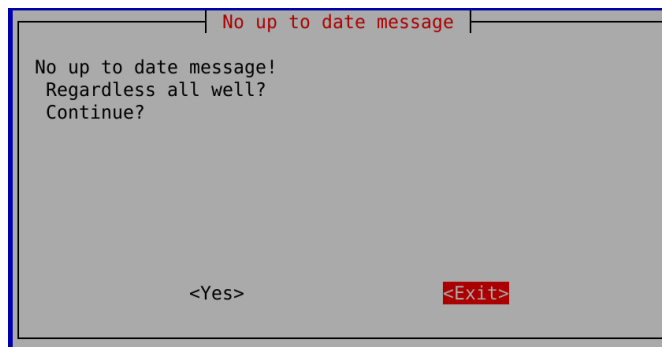 No up to date message
No up to date message!
Regardless all well?
Continue?
<Yes>
<Exit>